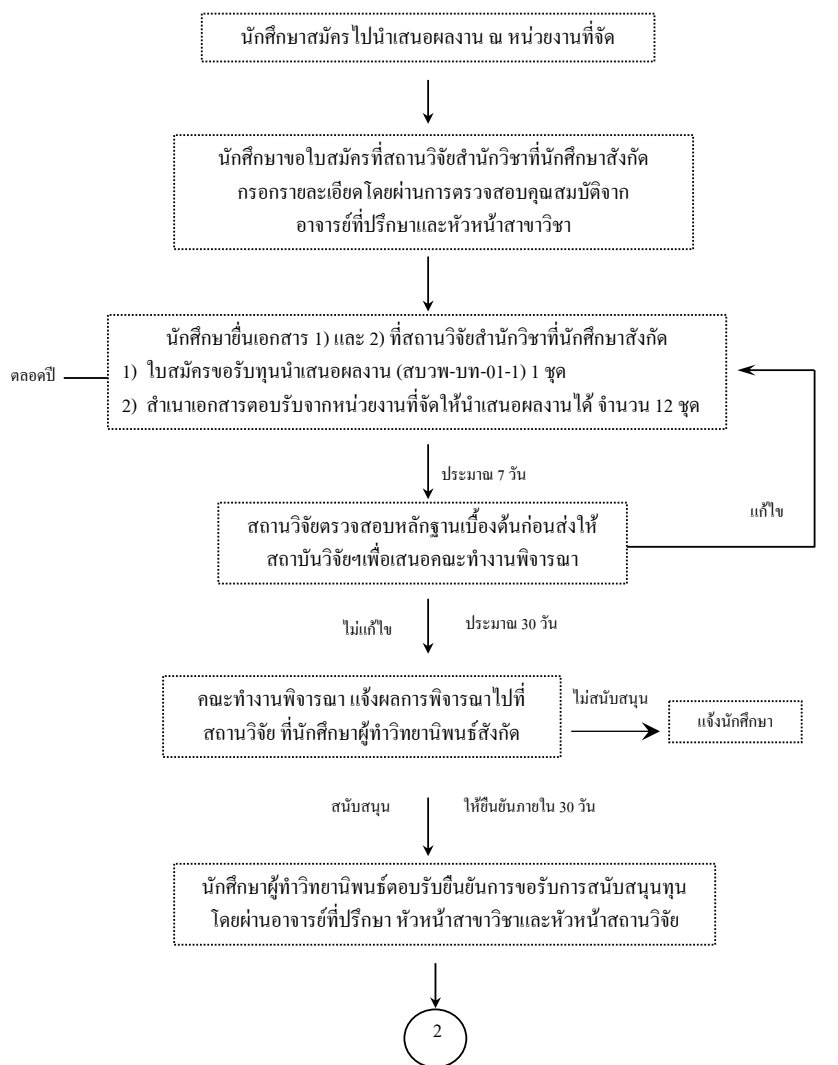 นักศึกษาสมัครไปนำเสนอผลงาน ณ หน่วยงานที่จัด
นักศึกษาขอใบสมัครที่สถานวิจัยสำนักวิชาที่นักศึกษาสังกัด
กรอกรายละเอียดโดยผ่านการตรวจสอบคุณสมบัติจาก
อาจารย์ที่ปรึกษาและหัวหน้าสาขาวิชา
นักศึกษายื่นเอกสาร 1) และ 2) ที่สถานวิจัยสำนักวิชาที่นักศึกษาสังกัด
ตลอดปี
1) ใบสมัครขอรับทุนนำเสนอผลงาน (สบวพ-บท-01-1) 1 ชุด
2) สำเนาเอกสารตอบรับจากหน่วยงานที่จัดให้นำเสนอผลงานได้ จำนวน 12 ชุด
ประมาณ 7 วัน
แก้ไข
สถานวิจัยตรวจสอบหลักฐานเบื้องต้นก่อนส่งให้
สถาบันวิจัยฯเพื่อเสนอคณะทำงานพิจารณา
ไม่แก้ไข
ประมาณ 30 วัน
คณะทำงานพิจารณา แจ้งผลการพิจารณาไปที่
สถานวิจัย ที่นักศึกษาผู้ทำวิทยานิพนธ์สังกัด
ไม่สนับสนุน
แจ้งนักศึกษา
สนับสนุน
ให้ยืนยันภายใน 30 วัน
นักศึกษาผู้ทำวิทยานิพนธ์ตอบรับยืนยันการขอรับการสนับสนุนทุน
โดยผ่านอาจารย์ที่ปรึกษา หัวหน้าสาขาวิชาและหัวหน้าสถานวิจัย
2